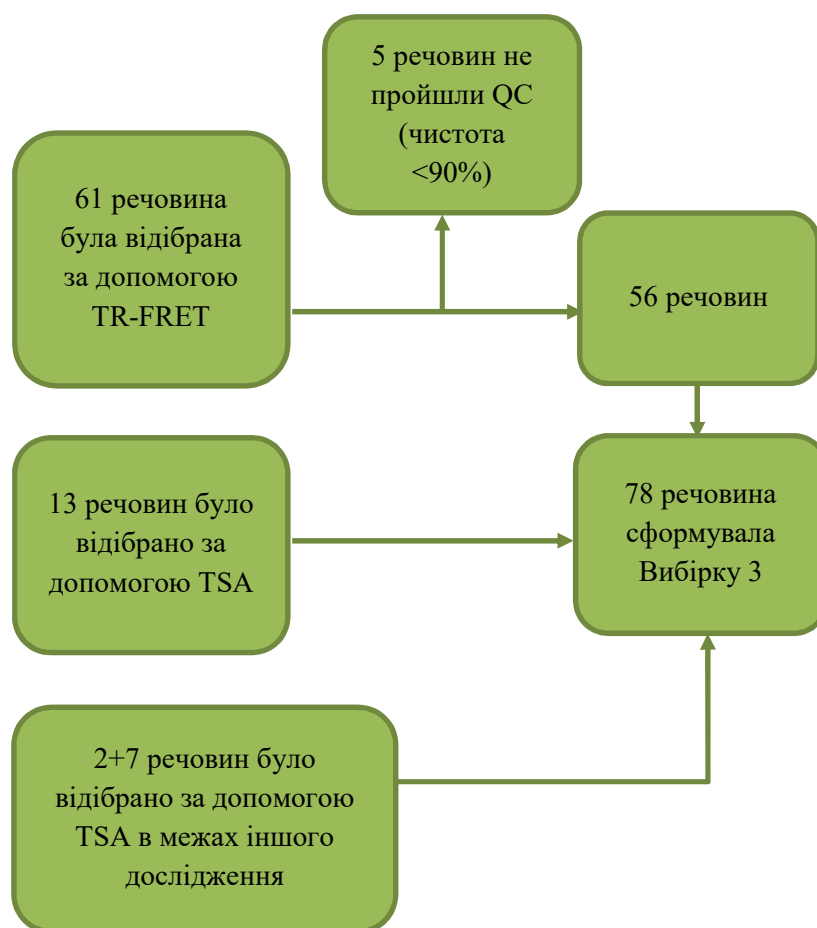 5 речовин не
пройшли QC
(чистота
<90%)
61 речовина
була відібрана
за допомогою
TR-FRET
56 речовин
13 речовин було
відібрано за
допомогою TSA
78 речовина
сформувала
Вибірку 3
2+7 речовин було
відібрано за допомогою
TSA в межах іншого
дослідження